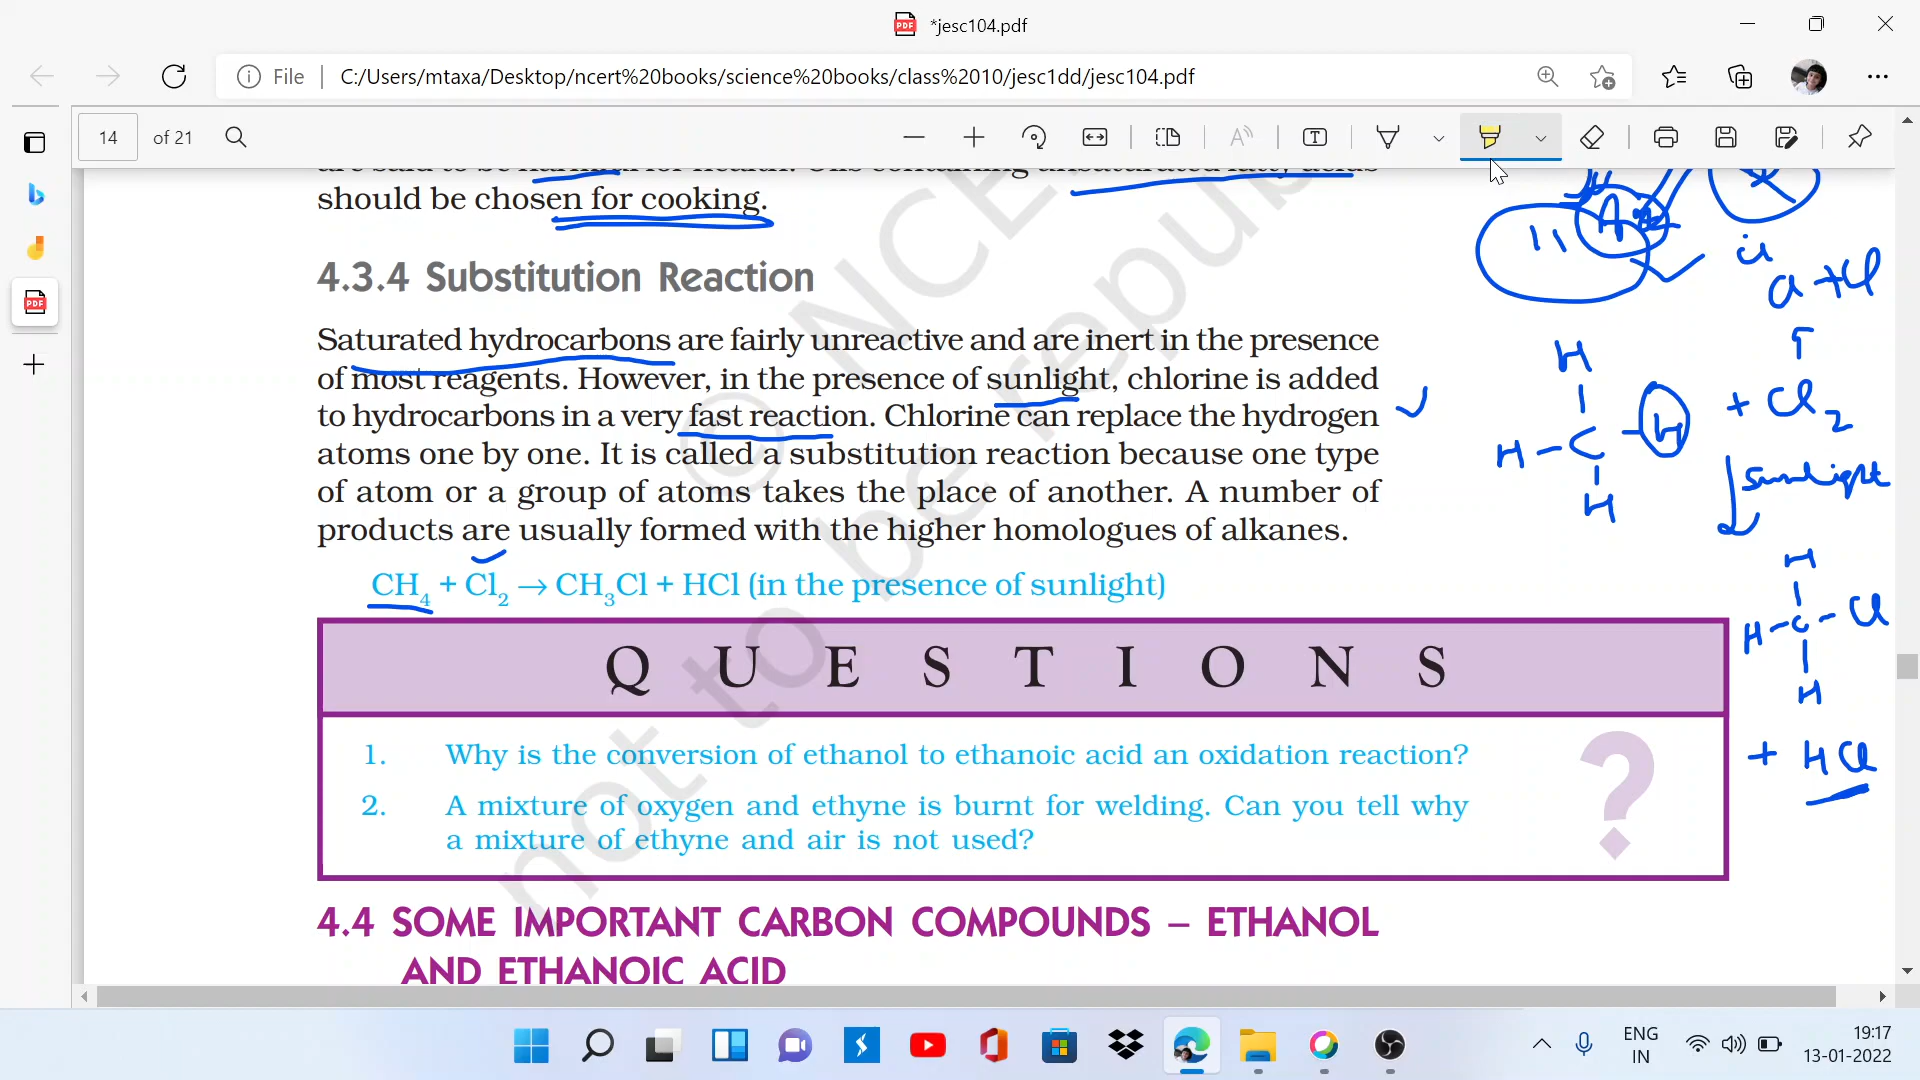 *jesc104.pdf
File
C:/Users/mtaxa/Desktop/ncert%20books/science%20books/class%2010/jesc1dd/jesc104.pdf
14 of 21
should be chosen for cooking.
4.3.4 Substitution Reaction
Saturated hydrocarbons are fairly unreactive and are inert in the presence
of most reagents. However, in the presence of sunlight, chlorine is added
to hydrocarbons in a very fast reaction. Chlorine can replace the hydrogen
atoms one by one. It is called a substitution reaction because one type
of atom or a group of atoms takes the place of another. A number of
products are usually formed with the higher homologues of alkanes.
CH4 + Cl2 → CH3Cl + HCl (in the presence of sunlight)
QUESTIONS
1. Why is the conversion of ethanol to ethanoic acid an oxidation reaction?
2. A mixture of oxygen and ethyne is burnt for welding. Can you tell why
a mixture of ethyne and air is not used?
?
4.4 SOME IMPORTANT CARBON COMPOUNDS – ETHANOL
AND ETHANOIC ACID
not to be republ
© NCE
Cl + Cl
H
H - C - H + Cl2
H
sunlight
H
H - C - Cl
H
+ HCl
ENG
IN
19:17
13-01-2022